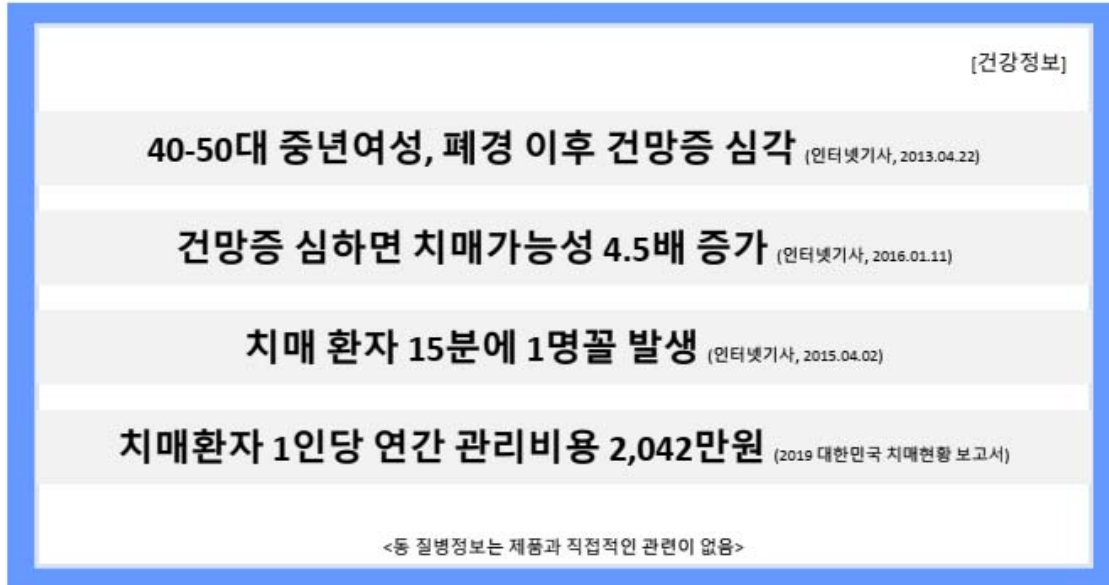 [건강정보]
40-50대 중년여성, 폐경 이후 건망증 심각 (인터넷기사, 2013.04.22)
건망증 심하면 치매가능성 4.5배 증가 (인터넷기사, 2016.01.11)
치매 환자 15분에 1명꼴 발생 (인터넷기사, 2015.04.02)
치매환자 1인당 연간 관리비용 2,042만원 (2019 대한민국 치매현황 보고서)
<동 질병정보는 제품과 직접적인 관련이 없음>